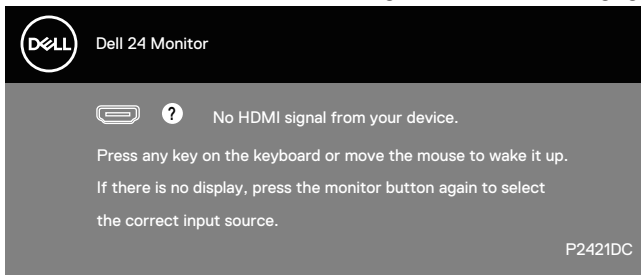 DELL
Dell 24 Monitor
? No HDMI signal from your device.
Press any key on the keyboard or move the mouse to wake it up.
If there is no display, press the monitor button again to select
the correct input source.
P2421DC